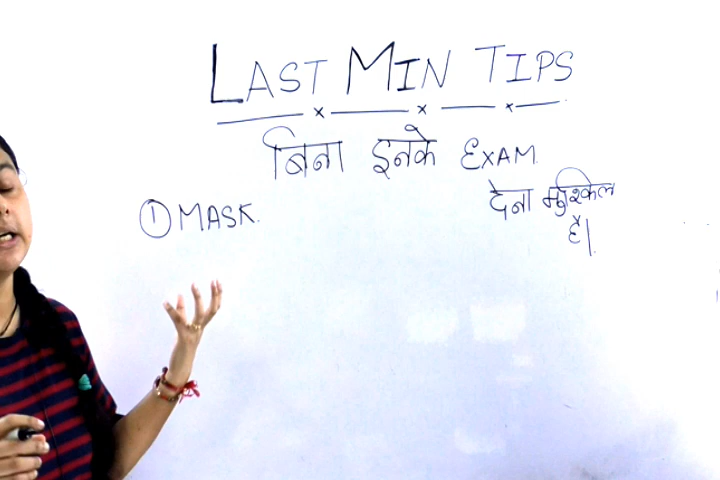 LAST MIN TIPS
बिना इनके EXAM
देना मुश्किल
है।
① MASK.